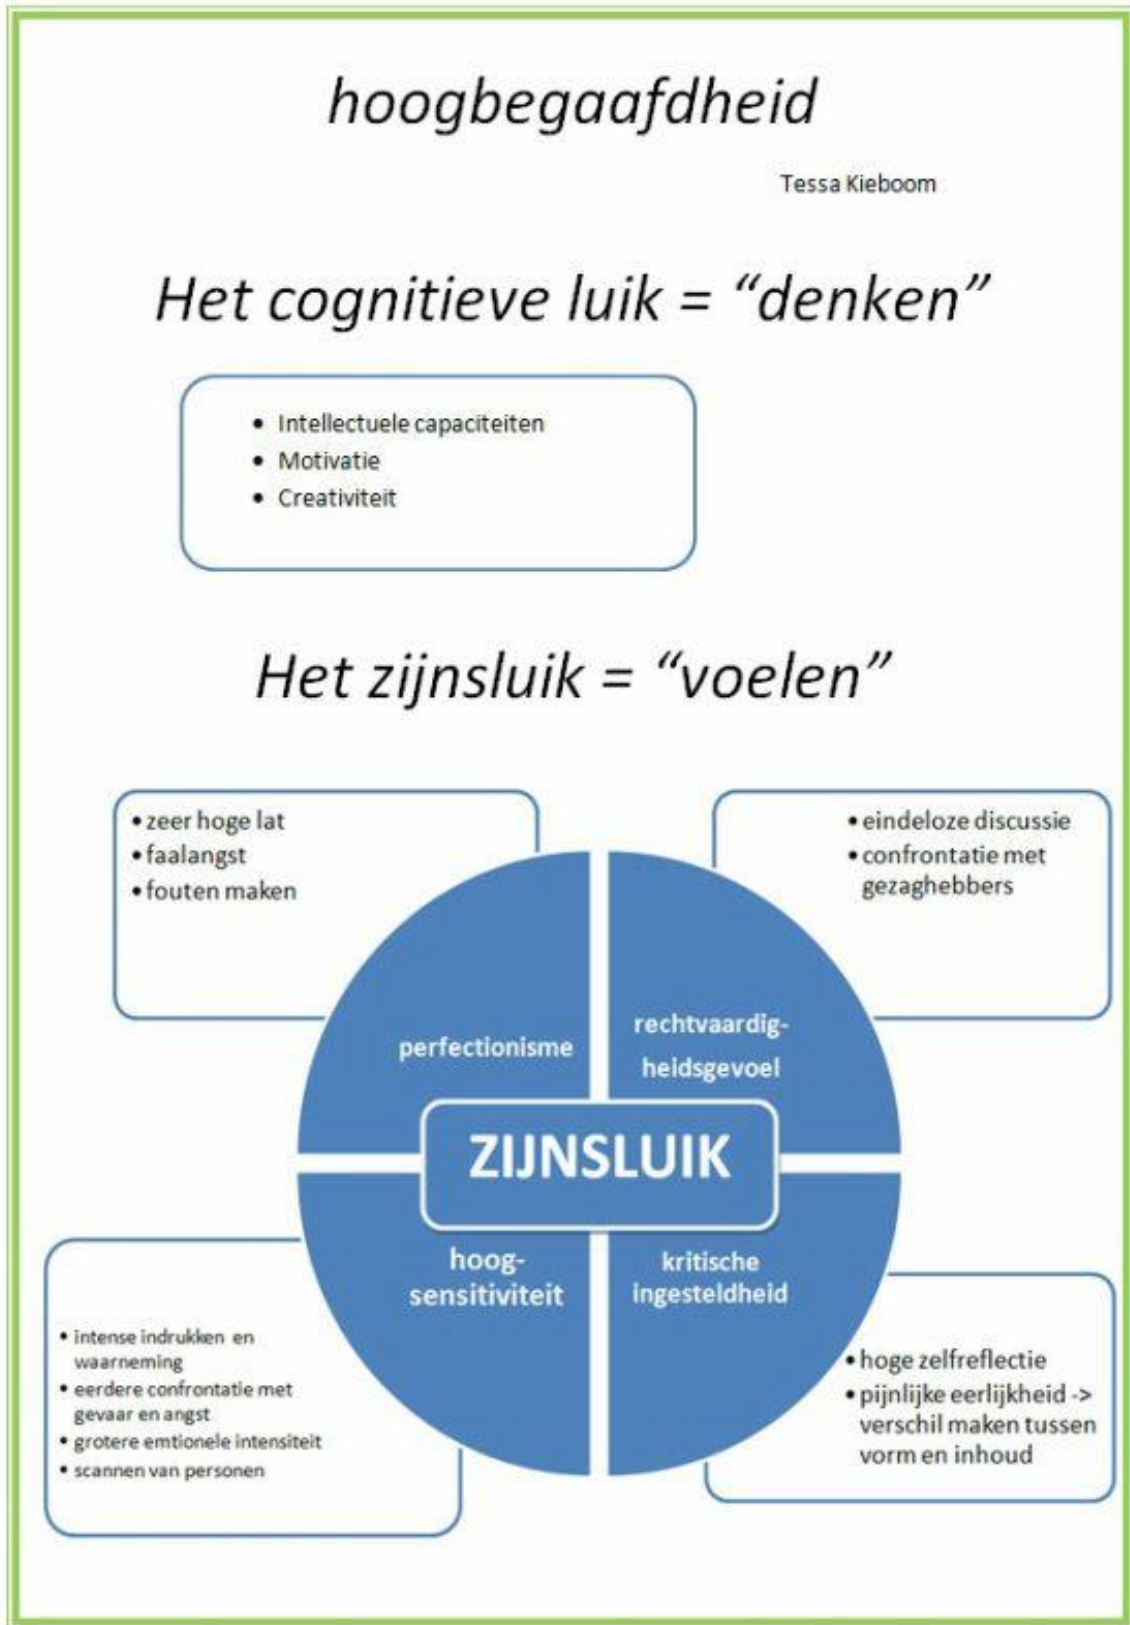 hoogbegaafdheid
Tessa Kieboom
Het cognitieve luik = “denken”
• Intellectuele capaciteiten
• Motivatie
• Creativiteit
Het zijnsluik = “voelen”
• zeer hoge lat
• faalangst
• fouten maken
• eindeloze discussie
• confrontatie met
gezaghebbers
perfectionisme
rechtvaardig-
heidsgevoel
ZIJNSLUIK
hoog-
sensitiviteit
kritische
ingesteldheid
• intense indrukken en
waarneming
• eerdere confrontatie met
gevaar en angst
• grotere emtionele intensiteit
• scannen van personen
• hoge zelfreflectie
• pijnlijke eerlijkheid ->
verschil maken tussen
vorm en inhoud